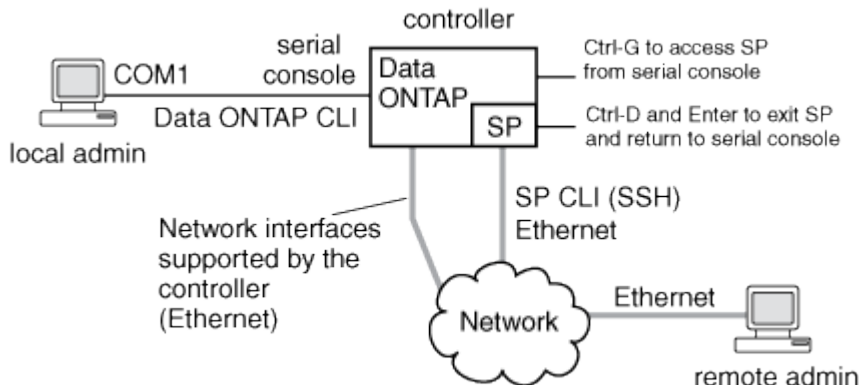 controller
serial
console
COM1
Data ONTAP CLI
local admin
Data
ONTAP
SP
Ctrl-G to access SP
from serial console
Ctrl-D and Enter to exit SP
and return to serial console
SP CLI (SSH)
Ethernet
Network interfaces
supported by the
controller
(Ethernet)
Network
Ethernet
remote admin